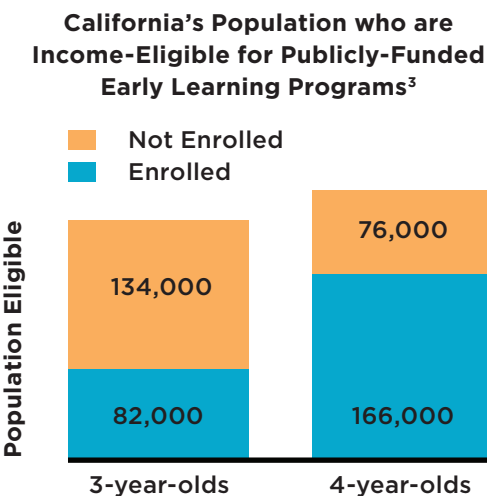 California's Population who are
Income-Eligible for Publicly-Funded
Early Learning Programs³
Not Enrolled
Enrolled
Population Eligible
134,000
82,000
76,000
166,000
3-year-olds
4-year-olds